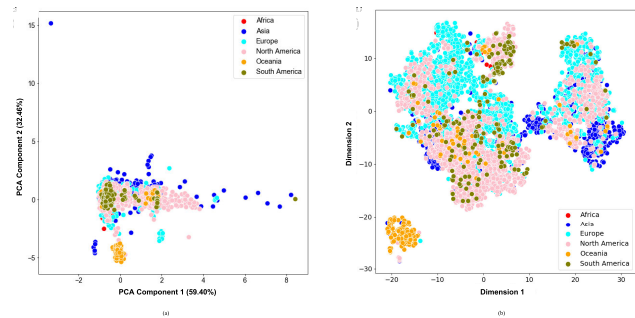 Africa
Asia
Europe
North America
Oceania
South America
15
10
5
0
−5
−2
0
2
4
6
8
PCA Component 2 (32.46%)
PCA Component 1 (59.40%)
(a)
10
0
−10
−20
−30
−20
−10
0
10
20
30
Dimension 2
Africa
Asia
Europe
North America
Oceania
South America
Dimension 1
(b)